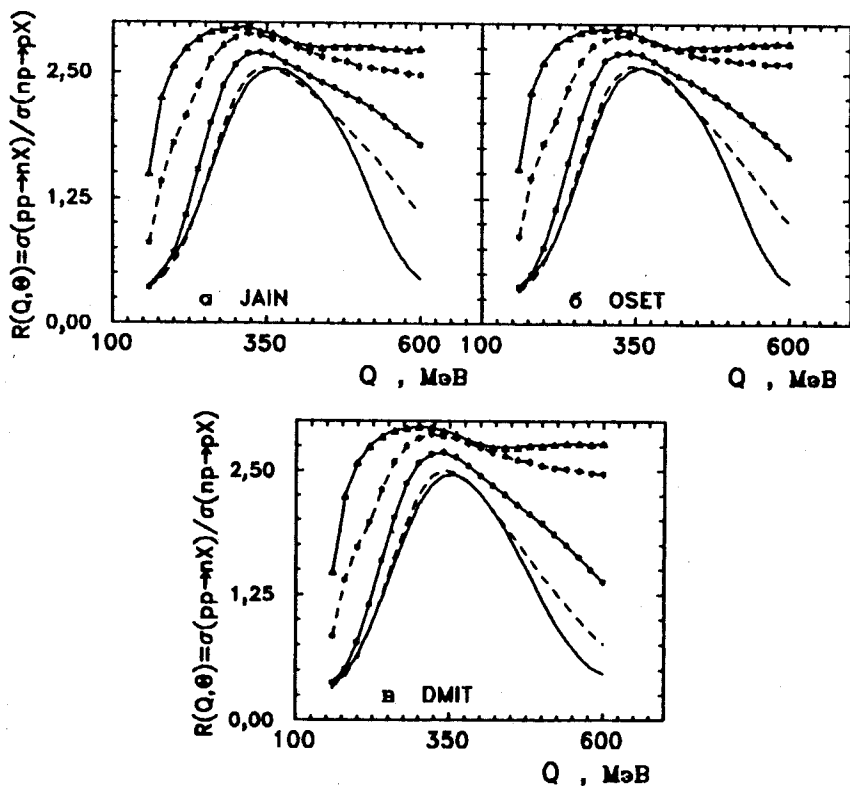 R(Q,Θ)=σ(pp→nX)/σ(np→pX)
2,50
1,25
0,00
а JAIN
б OSET
100
350
600
100
350
600
Q , МэВ
Q , МэВ
R(Q,Θ)=σ(pp→nX)/σ(np→pX)
2,50
1,25
0,00
в DMIT
100
350
600
Q , МэВ